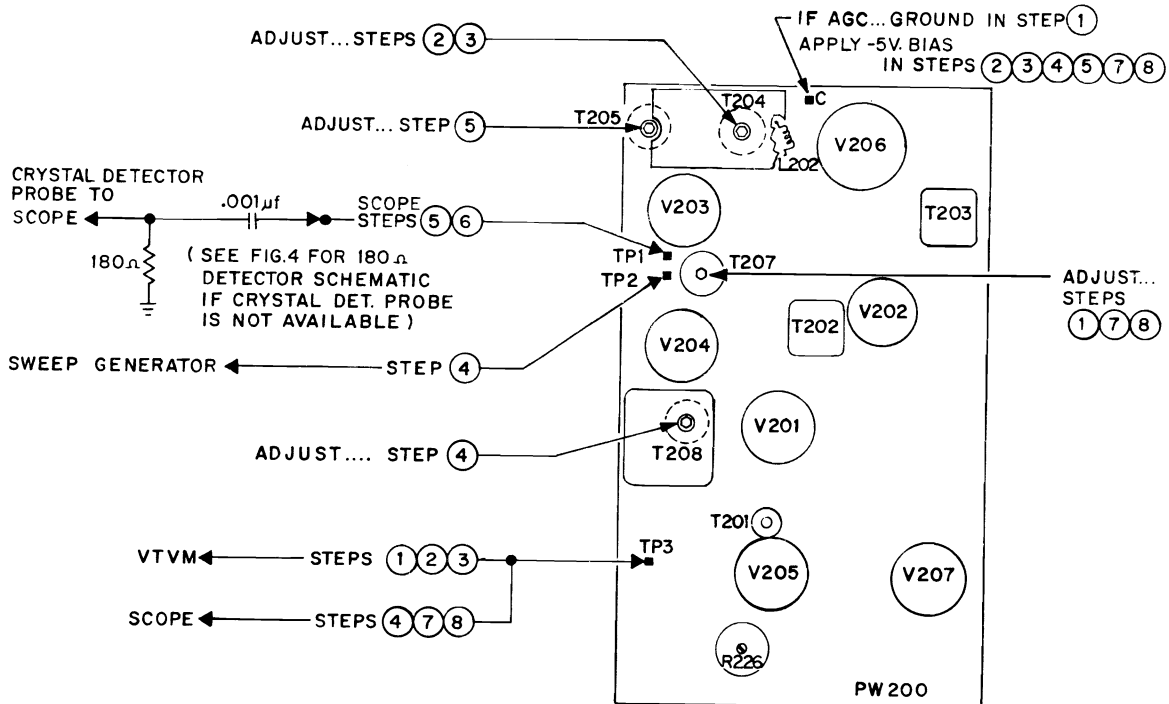 IF AGC... GROUND IN STEP 1
APPLY -5V. BIAS
IN STEPS 2 3 4 5 7 8
ADJUST... STEPS 2 3
ADJUST... STEP 5
T205
T204
C
L202
V206
CRYSTAL DETECTOR
PROBE TO
SCOPE
.001µf
SCOPE
STEPS 5 6
180Ω
( SEE FIG.4 FOR 180Ω
DETECTOR SCHEMATIC
IF CRYSTAL DET. PROBE
IS NOT AVAILABLE )
V203
T203
TP1
TP2
T207
ADJUST...
STEPS
1 7 8
T202
V202
SWEEP GENERATOR
STEP 4
V204
ADJUST.... STEP 4
T208
V201
T201
VTVM
STEPS 1 2 3
TP3
V205
V207
SCOPE
STEPS 4 7 8
R226
PW 200